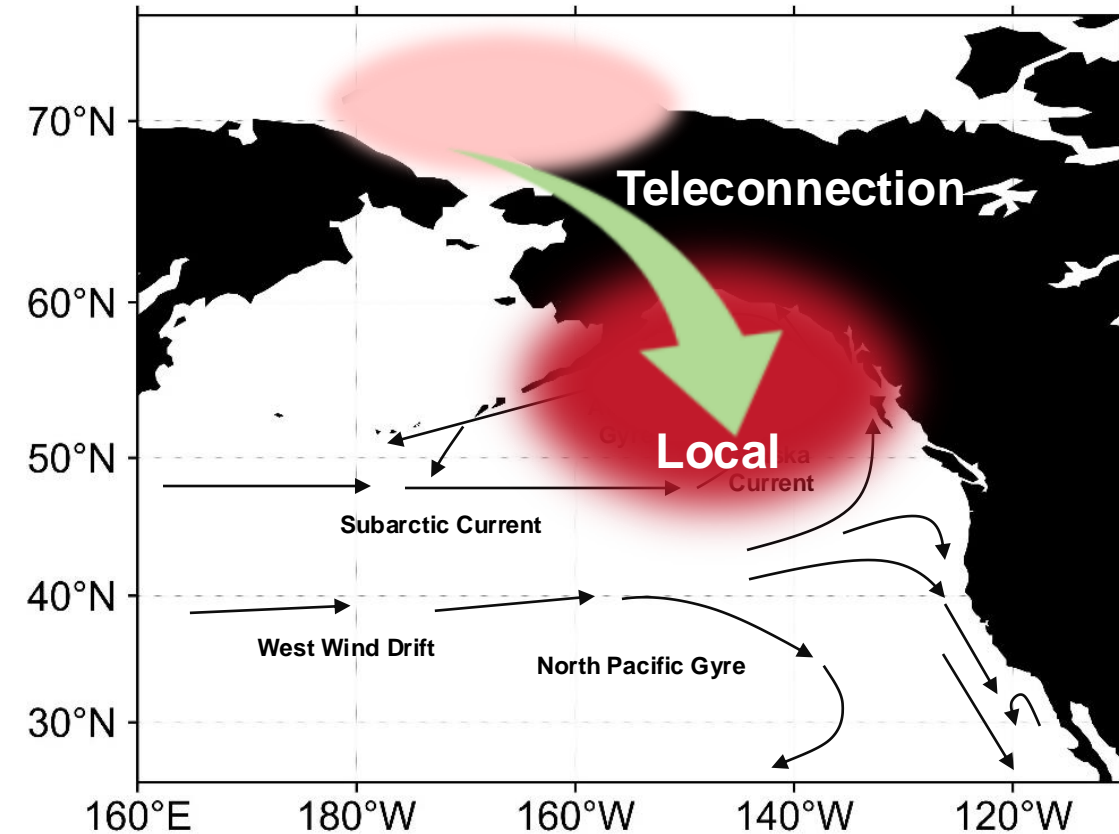 70°N
Teleconnection
60°N
Local
50°N
Current
Subarctic Current
40°N
West Wind Drift
North Pacific Gyre
30°N
160°E
180°W
160°W
140°W
120°W